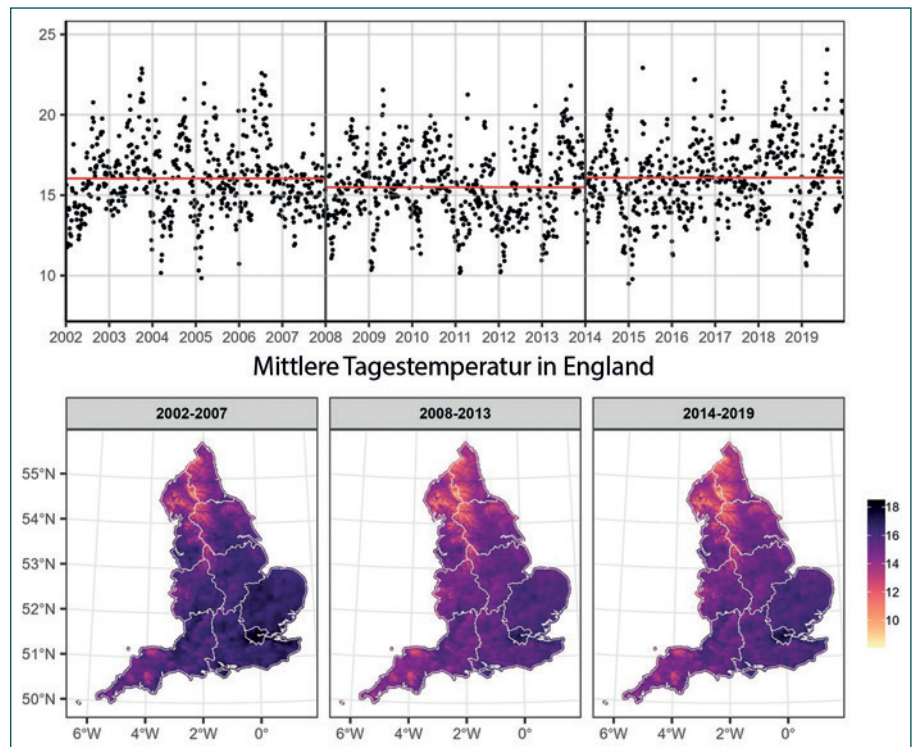 25
20
15
10
2002 2003 2004 2005 2006 2007 2008 2009 2010 2011 2012 2013 2014 2015 2016 2017 2018 2019
Mittlere Tagestemperatur in England
2002-2007 2008-2013 2014-2019
55°N
54°N
53°N
52°N
51°N
50°N
18
16
14
12
10
6°W 4°W 2°W 0° 6°W 4°W 2°W 0° 6°W 4°W 2°W 0°